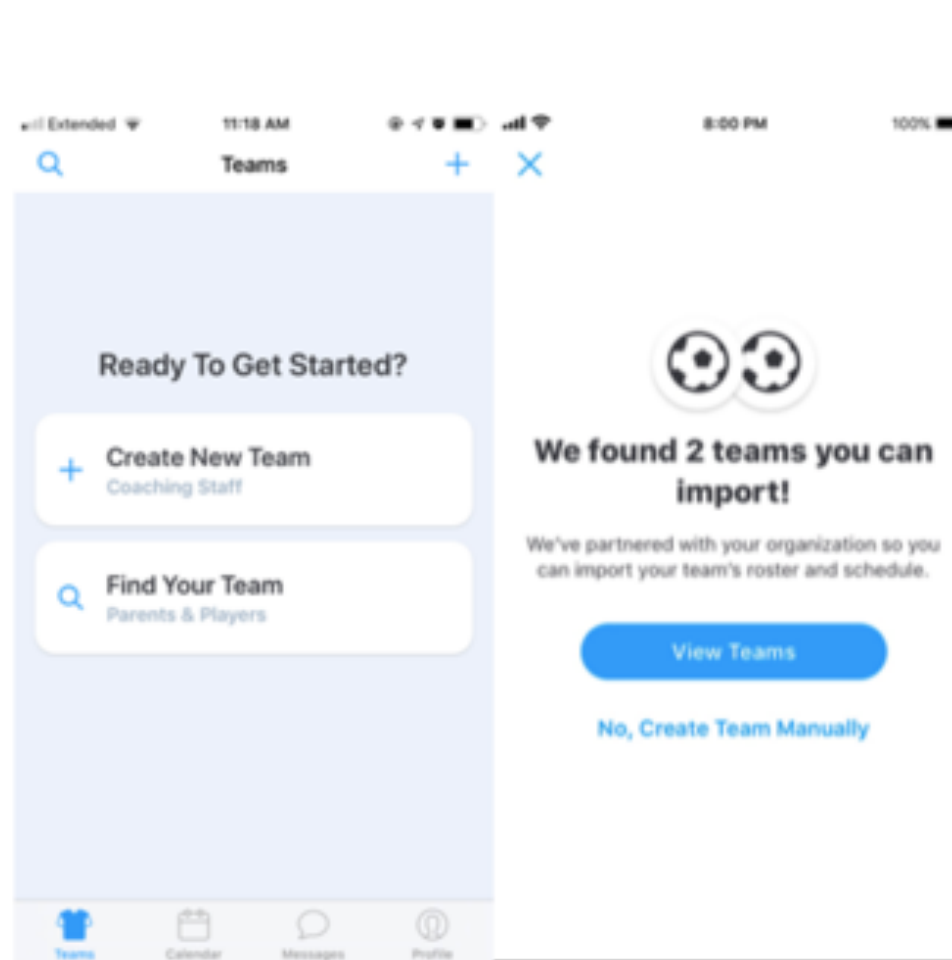 Extended 11:18 AM
Teams
Ready To Get Started?
Create New Team
Coaching Staff
Find Your Team
Parents & Players
Teams Calendar Messages Profile
8:00 PM 100%
We found 2 teams you can
import!
We've partnered with your organization so you
can import your team's roster and schedule.
View Teams
No, Create Team Manually